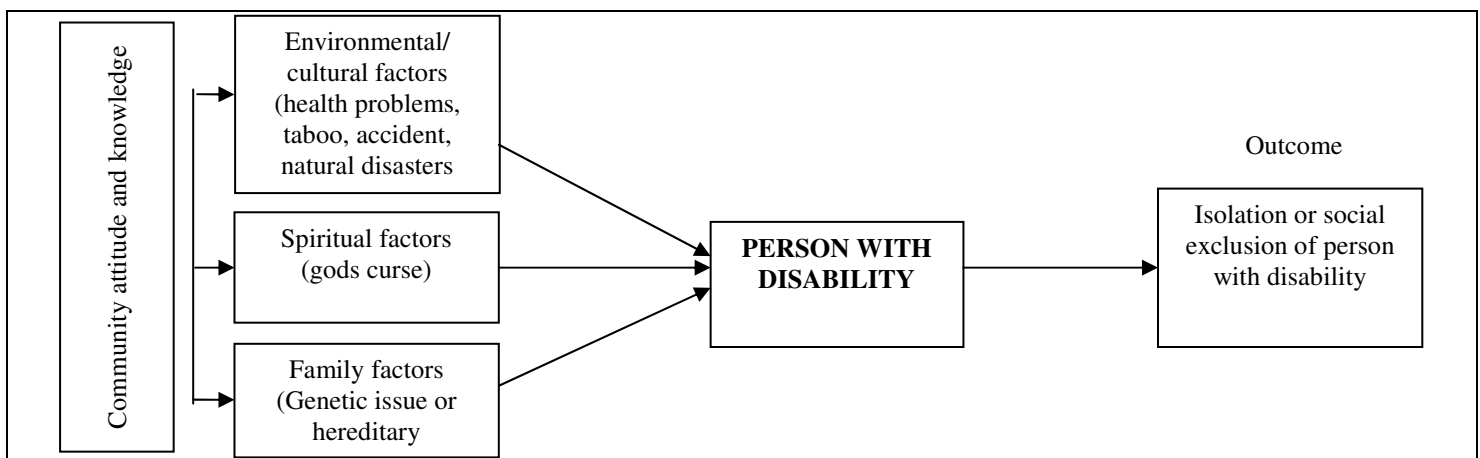 Community attitude and knowledge
Environmental/
cultural factors
(health problems,
taboo, accident,
natural disasters
Spiritual factors
(gods curse)
Family factors
(Genetic issue or
hereditary
PERSON WITH
DISABILITY
Outcome
Isolation or social
exclusion of person
with disability